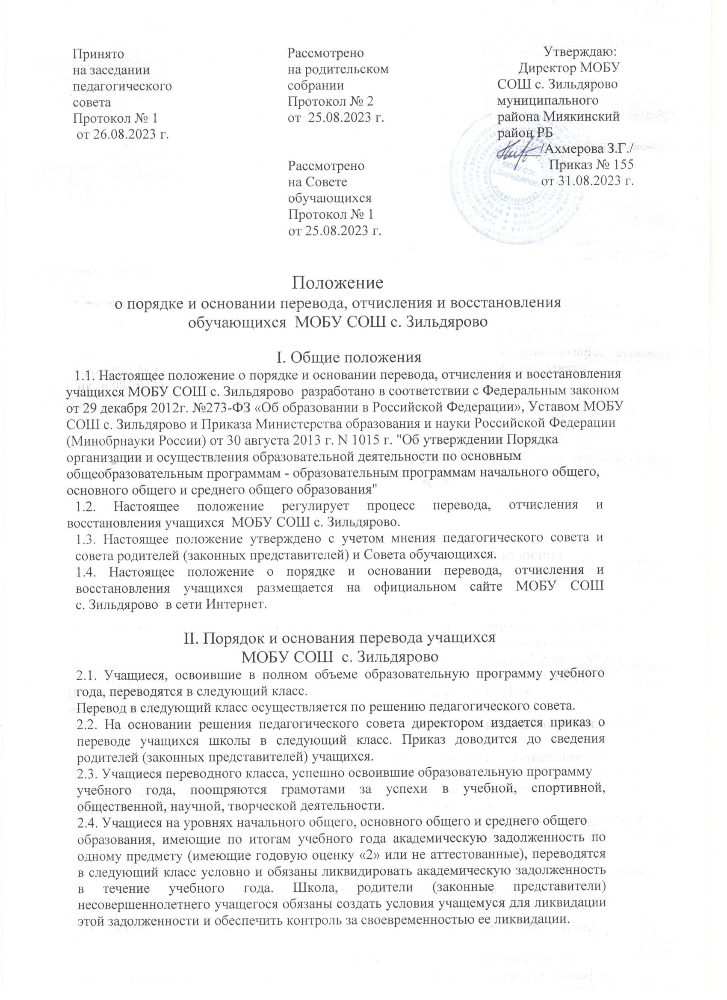 Принято
на заседании
педагогического
совета
Протокол № 1
от 26.08.2023 г.
Рассмотрено
на родительском
собрании
Протокол № 2
от 25.08.2023 г.
Рассмотрено
на Совете
обучающихся
Протокол № 1
от 25.08.2023 г.
Утверждаю:
Директор МОБУ
СОШ с. Зильдярово
муниципального
района Миякинский
район РБ
/Ахмерова З.Г./
Приказ № 155
от 31.08.2023 г.
МОБУ СОШ
с.ЗИЛЬДЯРОВО
Положение
о порядке и основании перевода, отчисления и восстановления
обучающихся МОБУ СОШ с. Зильдярово
I. Общие положения
1.1. Настоящее положение о порядке и основании перевода, отчисления и восстановления
учащихся МОБУ СОШ с. Зильдярово разработано в соответствии с Федеральным законом
от 29 декабря 2012г. №273-ФЗ «Об образовании в Российской Федерации», Уставом МОБУ
СОШ с. Зильдярово и Приказа Министерства образования и науки Российской Федерации
(Минобрнауки России) от 30 августа 2013 г. N 1015 г. "Об утверждении Порядка
организации и осуществления образовательной деятельности по основным
общеобразовательным программам - образовательным программам начального общего,
основного общего и среднего общего образования"
1.2. Настоящее положение регулирует процесс перевода, отчисления и
восстановления учащихся МОБУ СОШ с. Зильдярово.
1.3. Настоящее положение утверждено с учетом мнения педагогического совета и
совета родителей (законных представителей) и Совета обучающихся.
1.4. Настоящее положение о порядке и основании перевода, отчисления и
восстановления учащихся размещается на официальном сайте МОБУ СОШ
с. Зильдярово в сети Интернет.
II. Порядок и основания перевода учащихся
МОБУ СОШ с. Зильдярово
2.1. Учащиеся, освоившие в полном объеме образовательную программу учебного
года, переводятся в следующий класс.
Перевод в следующий класс осуществляется по решению педагогического совета.
2.2. На основании решения педагогического совета директором издается приказ о
переводе учащихся школы в следующий класс. Приказ доводится до сведения
родителей (законных представителей) учащихся.
2.3. Учащиеся переводного класса, успешно освоившие образовательную программу
учебного года, поощряются грамотами за успехи в учебной, спортивной,
общественной, научной, творческой деятельности.
2.4. Учащиеся на уровнях начального общего, основного общего и среднего общего
образования, имеющие по итогам учебного года академическую задолженность по
одному предмету (имеющие годовую оценку «2» или не аттестованные), переводятся
в следующий класс условно и обязаны ликвидировать академическую задолженность
в течение учебного года. Школа, родители (законные представители)
несовершеннолетнего учащегося обязаны создать условия учащемуся для ликвидации
этой задолженности и обеспечить контроль за своевременностью ее ликвидации.